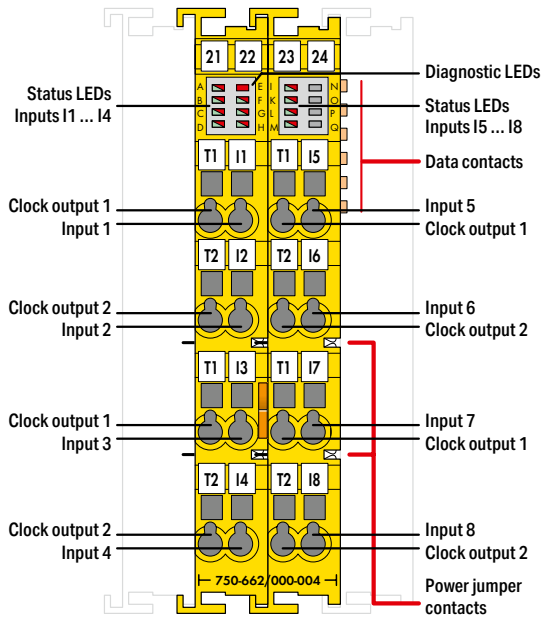 21 22 23 24
Diagnostic LEDs
A E I N
B F K O
C G L P
D H M Q
Status LEDs
Inputs I1 ... I4
Status LEDs
Inputs I5 ... I8
Data contacts
T1 I1 T1 I5
Clock output 1
Input 1
Input 5
Clock output 1
T2 I2 T2 I6
Clock output 2
Input 2
Input 6
Clock output 2
T1 I3 T1 I7
Clock output 1
Input 3
Input 7
Clock output 1
T2 I4 T2 I8
Clock output 2
Input 4
Input 8
Clock output 2
750-662/000-004
Power jumper
contacts